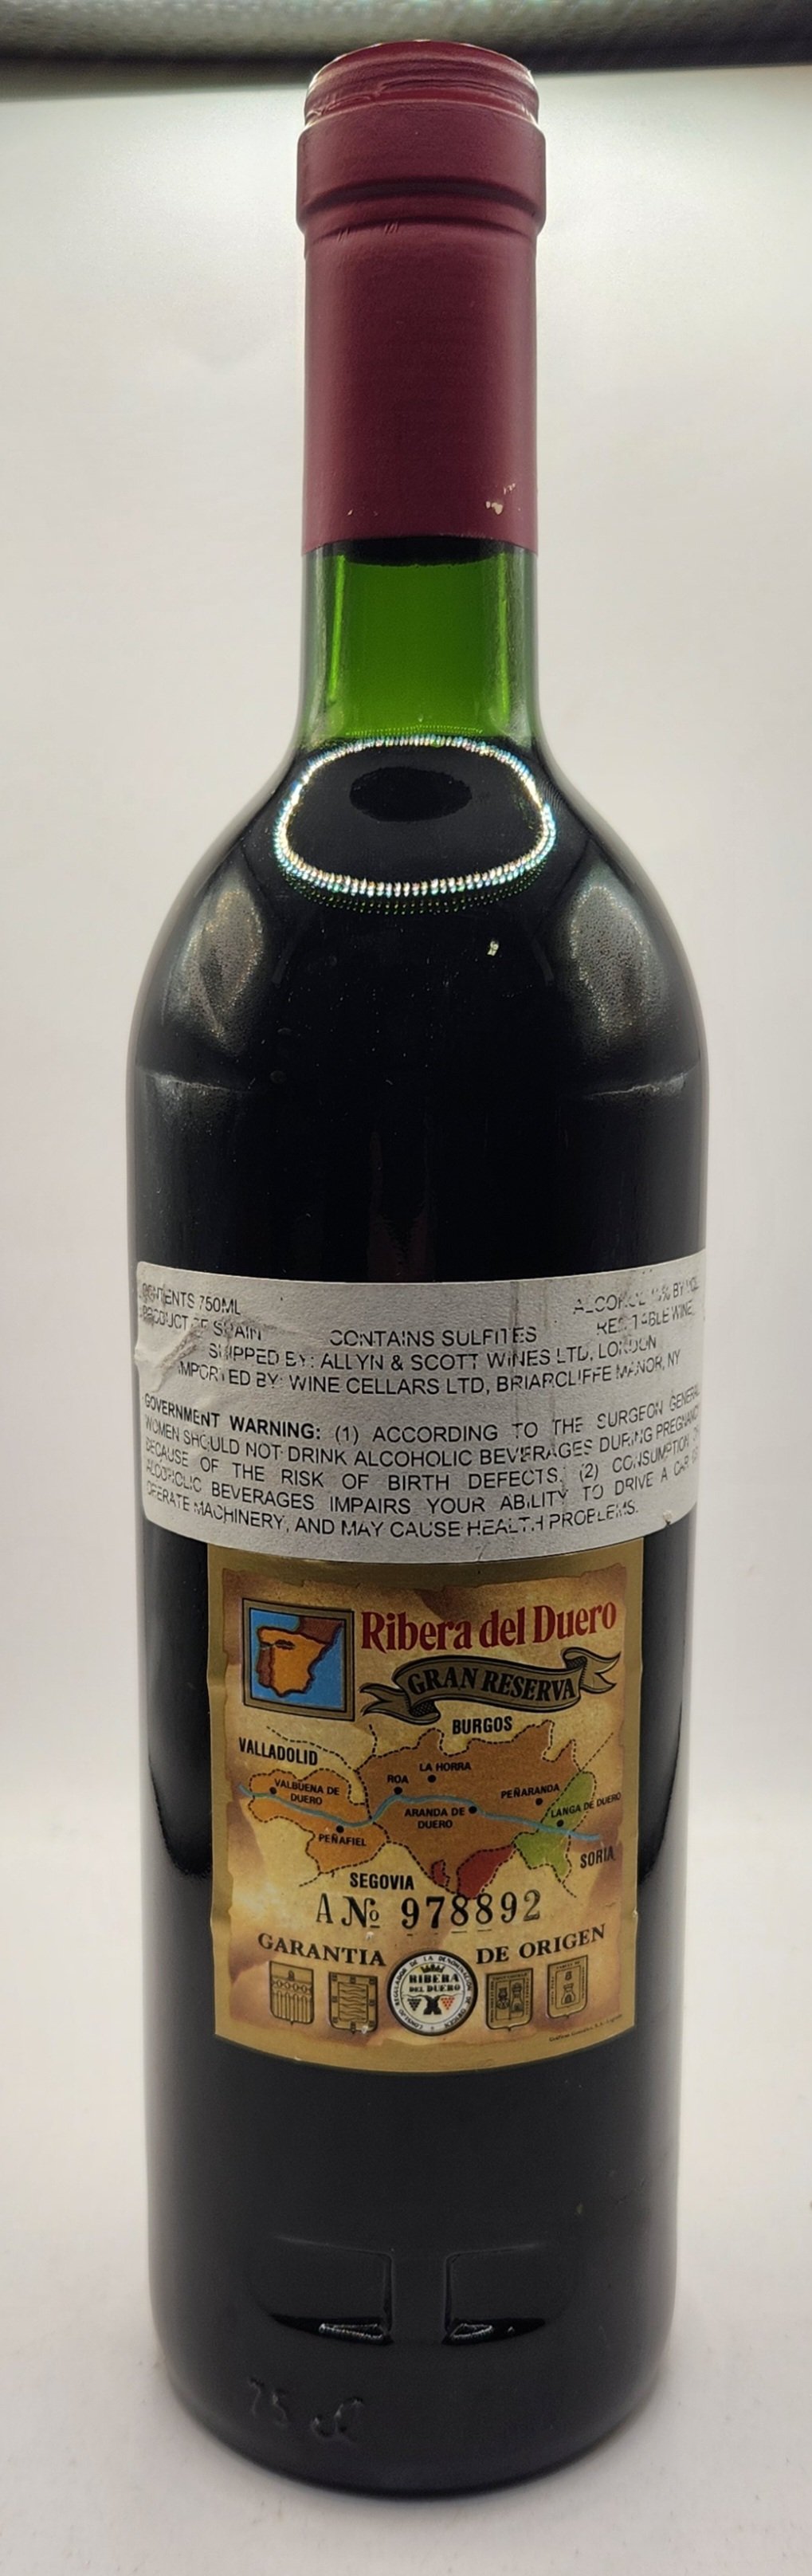 CONTENTS 750ML
PRODUCT OF SPAIN
ALCOHOL BY VOL
RED TABLE WINE
CONTAINS SULFITES
SHIPPED BY: ALLYN & SCOTT WINES LTD, LONDON
IMPORTED BY: WINE CELLARS LTD, BRIARCLIFFE MANOR, NY
GOVERNMENT WARNING: (1) ACCORDING TO THE SURGEON GENERAL
WOMEN SHOULD NOT DRINK ALCOHOLIC BEVERAGES DURING PREGNANCY
BECAUSE OF THE RISK OF BIRTH DEFECTS. (2) CONSUMPTION
ALCOHOLIC BEVERAGES IMPAIRS YOUR ABILITY TO DRIVE A CAR
OPERATE MACHINERY, AND MAY CAUSE HEALTH PROBLEMS.
Ribera del Duero
GRAN RESERVA
BURGOS
VALLADOLID
LA HORRA
ROA
VALBUENA DE
DUERO
PEÑARANDA
ARANDA DE
DUERO
LANGA DE DUERO
PEÑAFIEL
SORIA
SEGOVIA
A Nº 978892
GARANTIA DE ORIGEN
RIBERA
DEL DUERO
75 cl